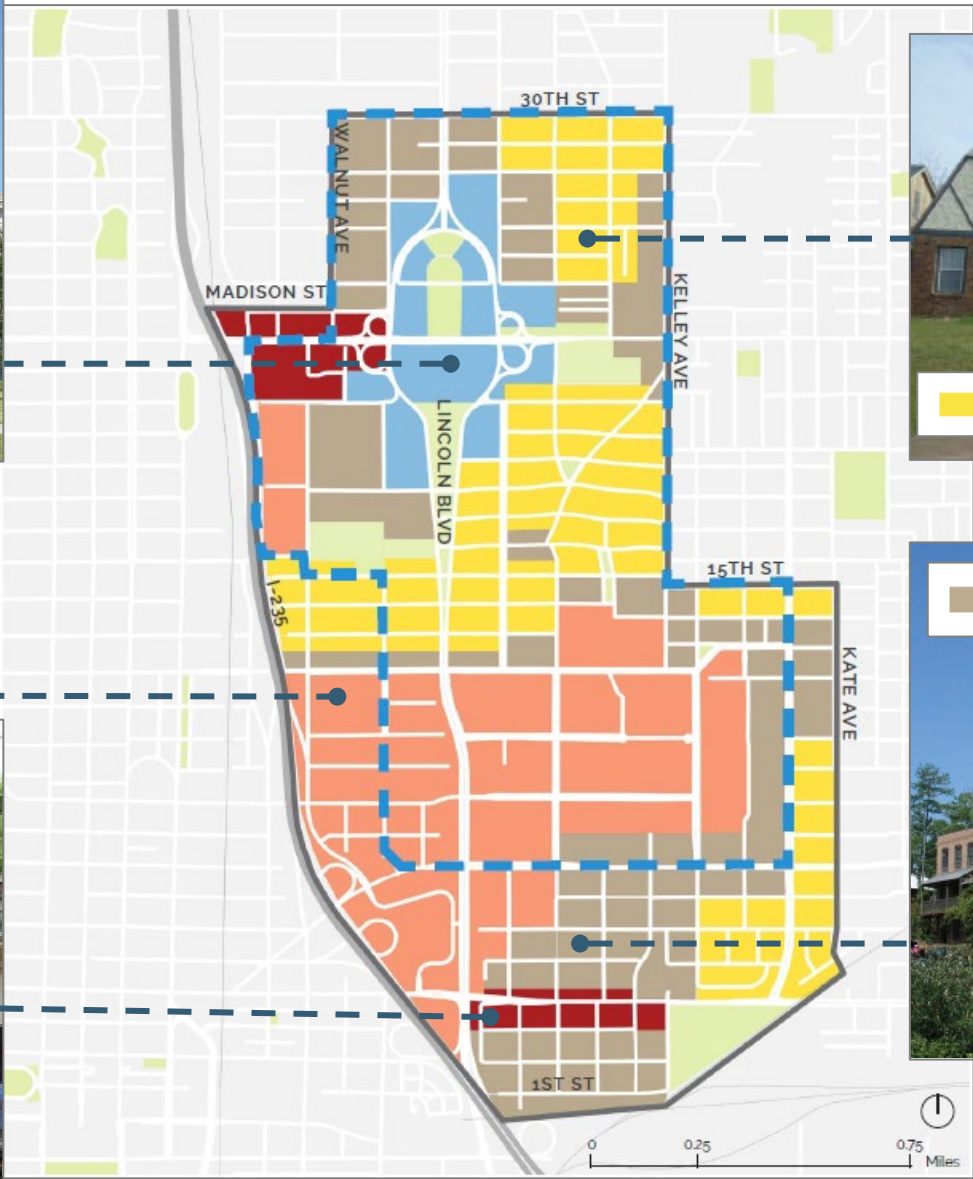 30TH ST
WALNUT AVE
MADISON ST
KELLEY AVE
LINCOLN BLVD
15TH ST
I-235
KATE AVE
1ST ST
0 0.25 0.75
Miles